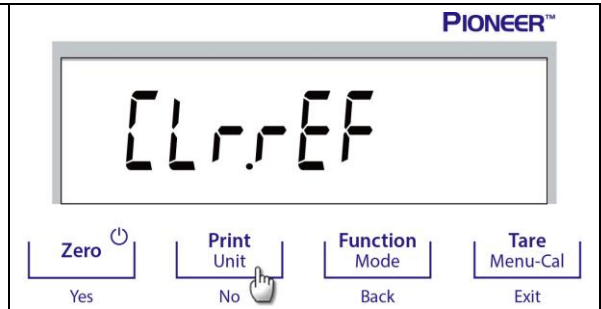 PIONEER™
CLr.rEF
Zero Print Function Tare
Unit Mode Menu-Cal
Yes No Back Exit